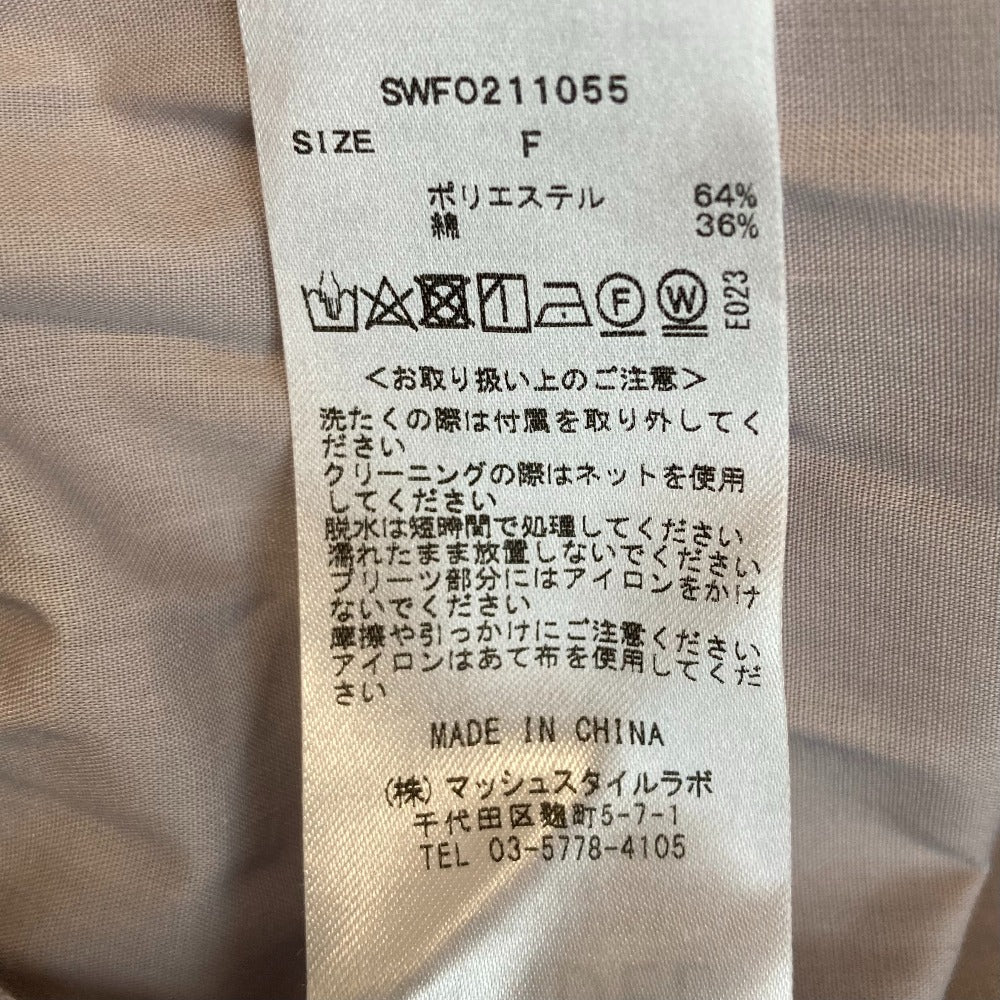 SWFO211055
SIZE F
ポリエステル 64%
綿 36%
F W E023
<お取り扱い上のご注意>
洗たくの際は付属を取り外してく
ださい
クリーニングの際はネットを使用
してください
脱水は短時間で処理してください
濡れたまま放置しないでください
プリーツ部分にはアイロンをかけ
ないでください
摩擦や引っかけにご注意ください
アイロンはあて布を使用してくだ
さい
MADE IN CHINA
(株)マッシュスタイルラボ
千代田区麹町5-7-1
TEL 03-5778-4105